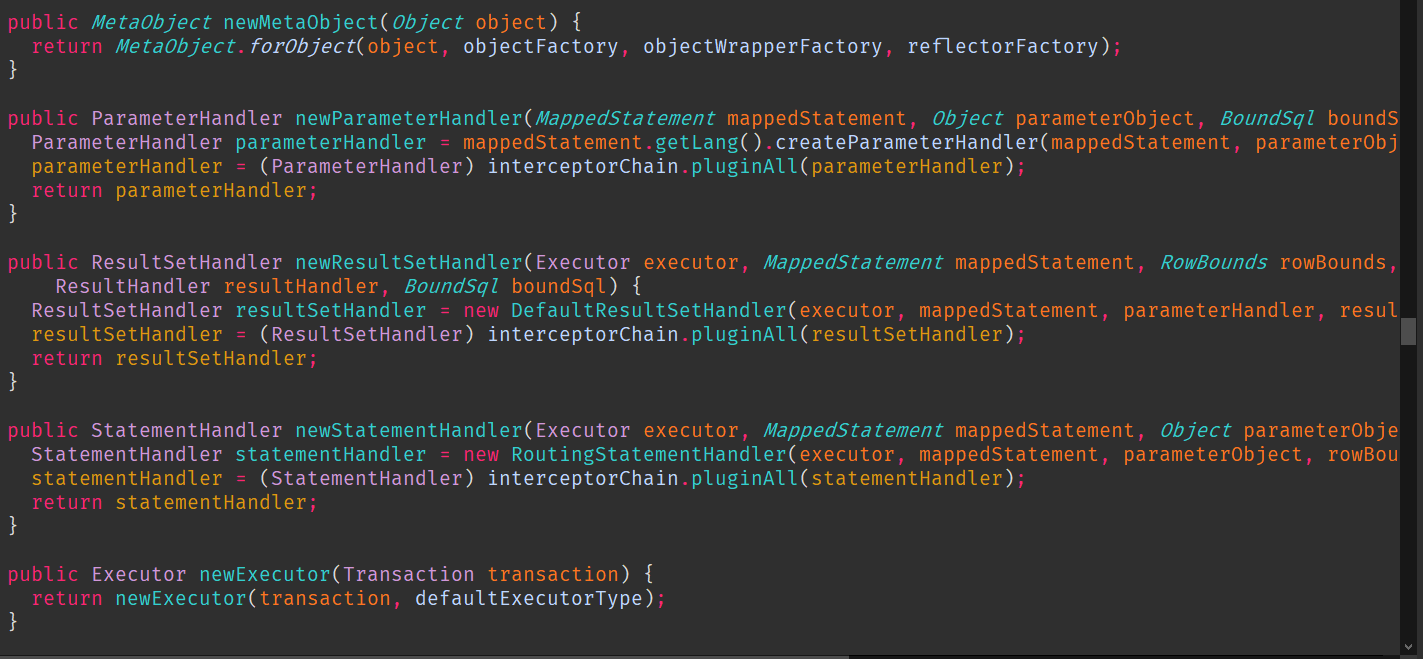 public MetaObject newMetaObject(Object object) {
  return MetaObject.forObject(object, objectFactory, objectWrapperFactory, reflectorFactory);
}
public ParameterHandler newParameterHandler(MappedStatement mappedStatement, Object parameterObject, BoundSql boundS
  ParameterHandler parameterHandler = mappedStatement.getLang().createParameterHandler(mappedStatement, parameterObj
  parameterHandler = (ParameterHandler) interceptorChain.pluginAll(parameterHandler);
  return parameterHandler;
}
public ResultSetHandler newResultSetHandler(Executor executor, MappedStatement mappedStatement, RowBounds rowBounds,
    ResultHandler resultHandler, BoundSql boundSql) {
  ResultSetHandler resultSetHandler = new DefaultResultSetHandler(executor, mappedStatement, parameterHandler, resul
  resultSetHandler = (ResultSetHandler) interceptorChain.pluginAll(resultSetHandler);
  return resultSetHandler;
}
public StatementHandler newStatementHandler(Executor executor, MappedStatement mappedStatement, Object parameterObje
  StatementHandler statementHandler = new RoutingStatementHandler(executor, mappedStatement, parameterObject, rowBou
  statementHandler = (StatementHandler) interceptorChain.pluginAll(statementHandler);
  return statementHandler;
}
public Executor newExecutor(Transaction transaction) {
  return newExecutor(transaction, defaultExecutorType);
}